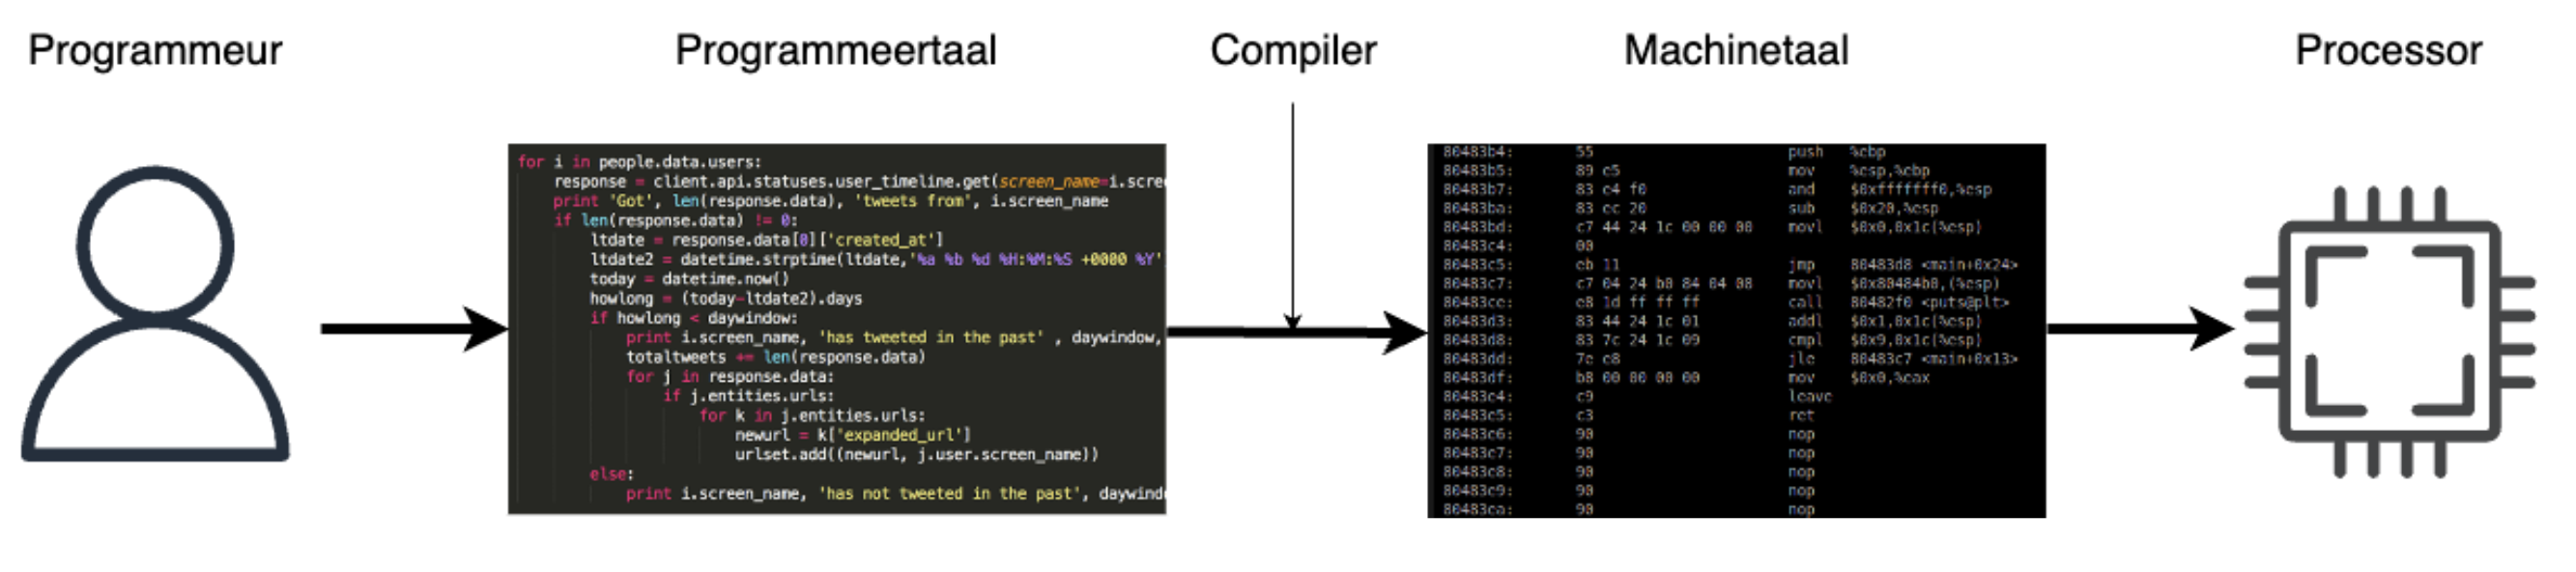 Programmeur
Programmeertaal
Compiler
Machinetaal
Processor
for i in people.data.users:
response = client.api.statuses.user_timeline.get(screen_name=i.scre
print 'Got', len(response.data), 'tweets from', i.screen_name
if len(response.data) != 0:
ltdate = response.data[0]['created_at']
ltdate2 = datetime.strptime(ltdate,'%a %b %d %H:%M:%S +0000 %Y'
today = datetime.now()
howlong = (today-ltdate2).days
if howlong < daywindow:
print i.screen_name, 'has tweeted in the past' , daywindow,
totaltweets += len(response.data)
for j in response.data:
if j.entities.urls:
for k in j.entities.urls:
newurl = k['expanded_url']
urlset.add((newurl, j.user.screen_name))
else:
print i.screen_name, 'has not tweeted in the past', daywind
80483b4: 55 push %ebp
80483b5: 89 e5 mov %esp,%ebp
80483b7: 83 e4 f0 and $0xfffffff0,%esp
80483ba: 83 ec 20 sub $0x20,%esp
80483bd: c7 44 24 1c 00 00 00 movl $0x0,0x1c(%esp)
80483c4: 00
80483c5: eb 11 jmp 80483d8 <main+0x24>
80483c7: c7 04 24 b0 84 04 08 movl $0x80484b0,(%esp)
80483ce: e8 1d ff ff ff call 80482f0 <puts@plt>
80483d3: 83 44 24 1c 01 addl $0x1,0x1c(%esp)
80483d8: 83 7c 24 1c 09 cmpl $0x9,0x1c(%esp)
80483dd: 7e e8 jle 80483c7 <main+0x13>
80483df: b8 00 00 00 00 mov $0x0,%eax
80483c4: c9 leave
80483c5: c3 ret
80483c6: 90 nop
80483c7: 90 nop
80483c8: 90 nop
80483c9: 90 nop
80483ca: 90 nop